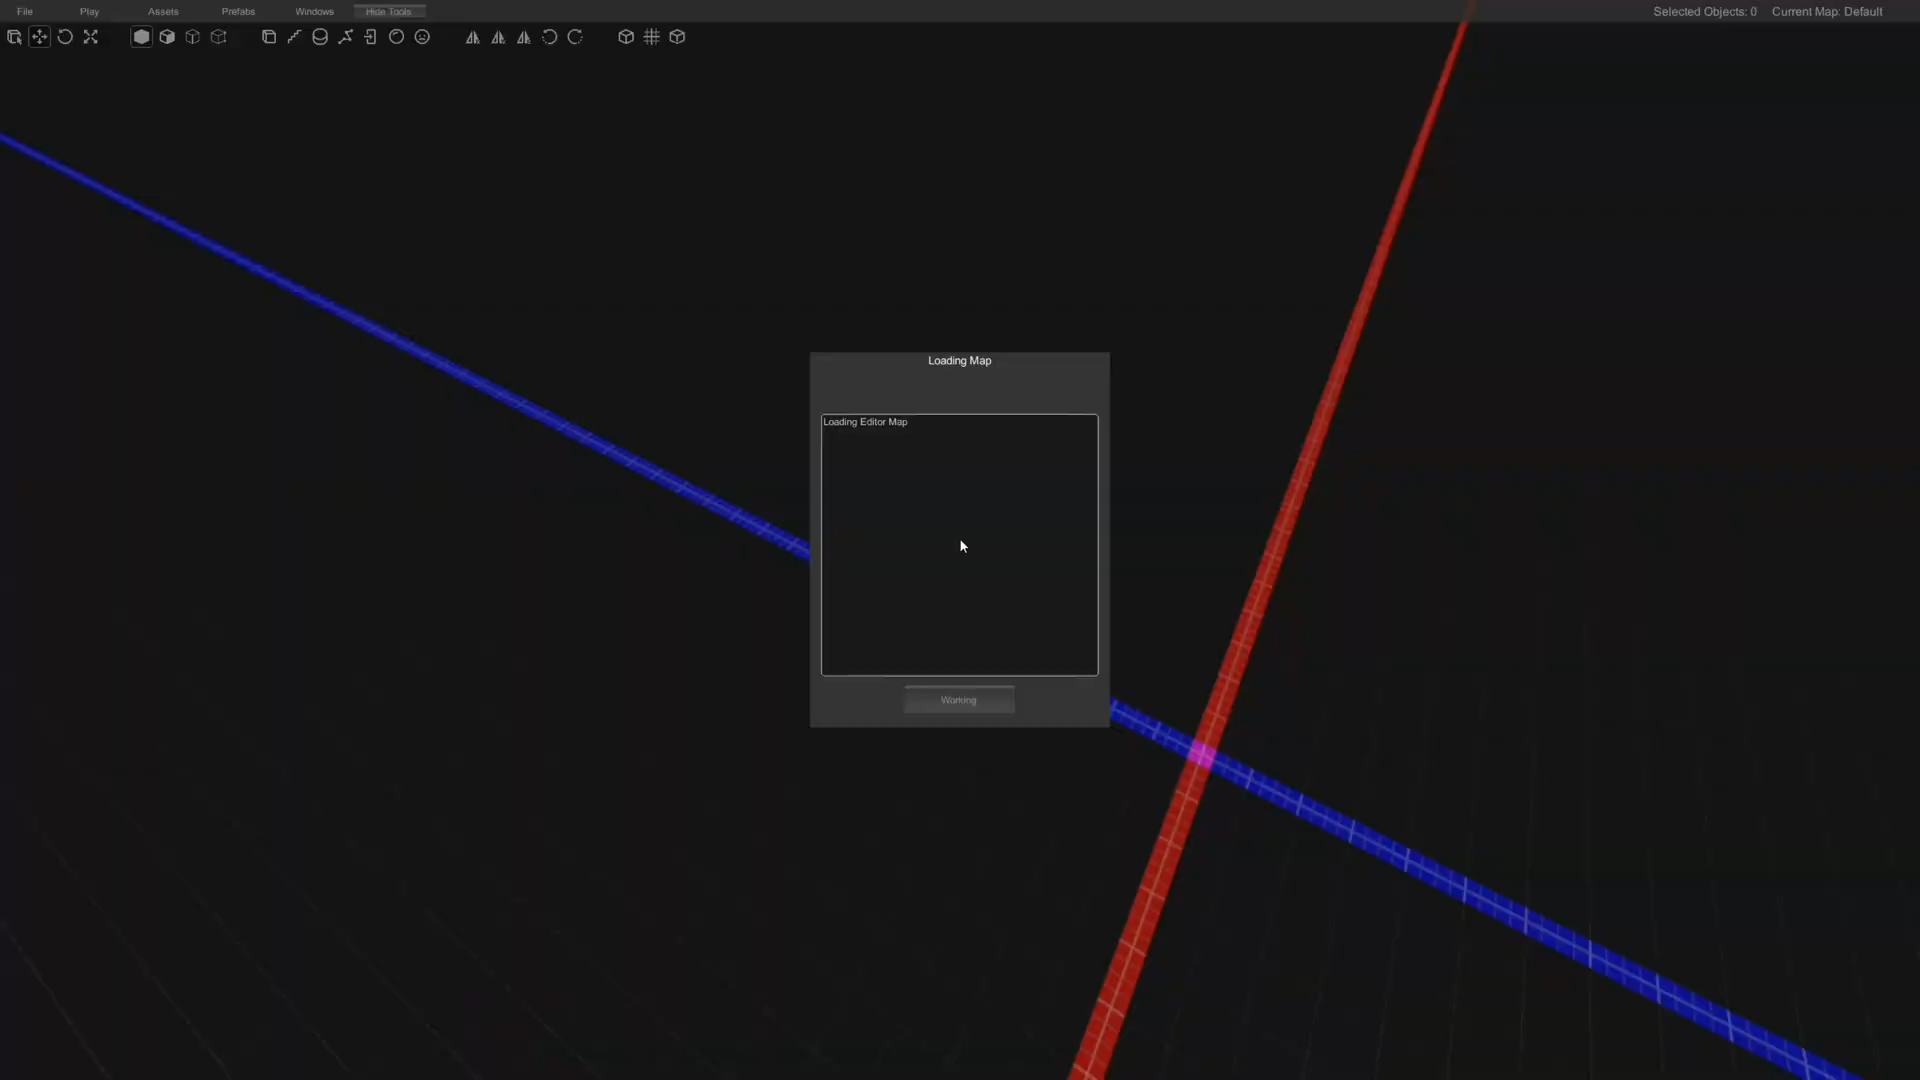 File Play Assets Prefabs Windows Hide Tools Selected Objects: 0 Current Map: Default
Loading Map
Loading Editor Map
Working